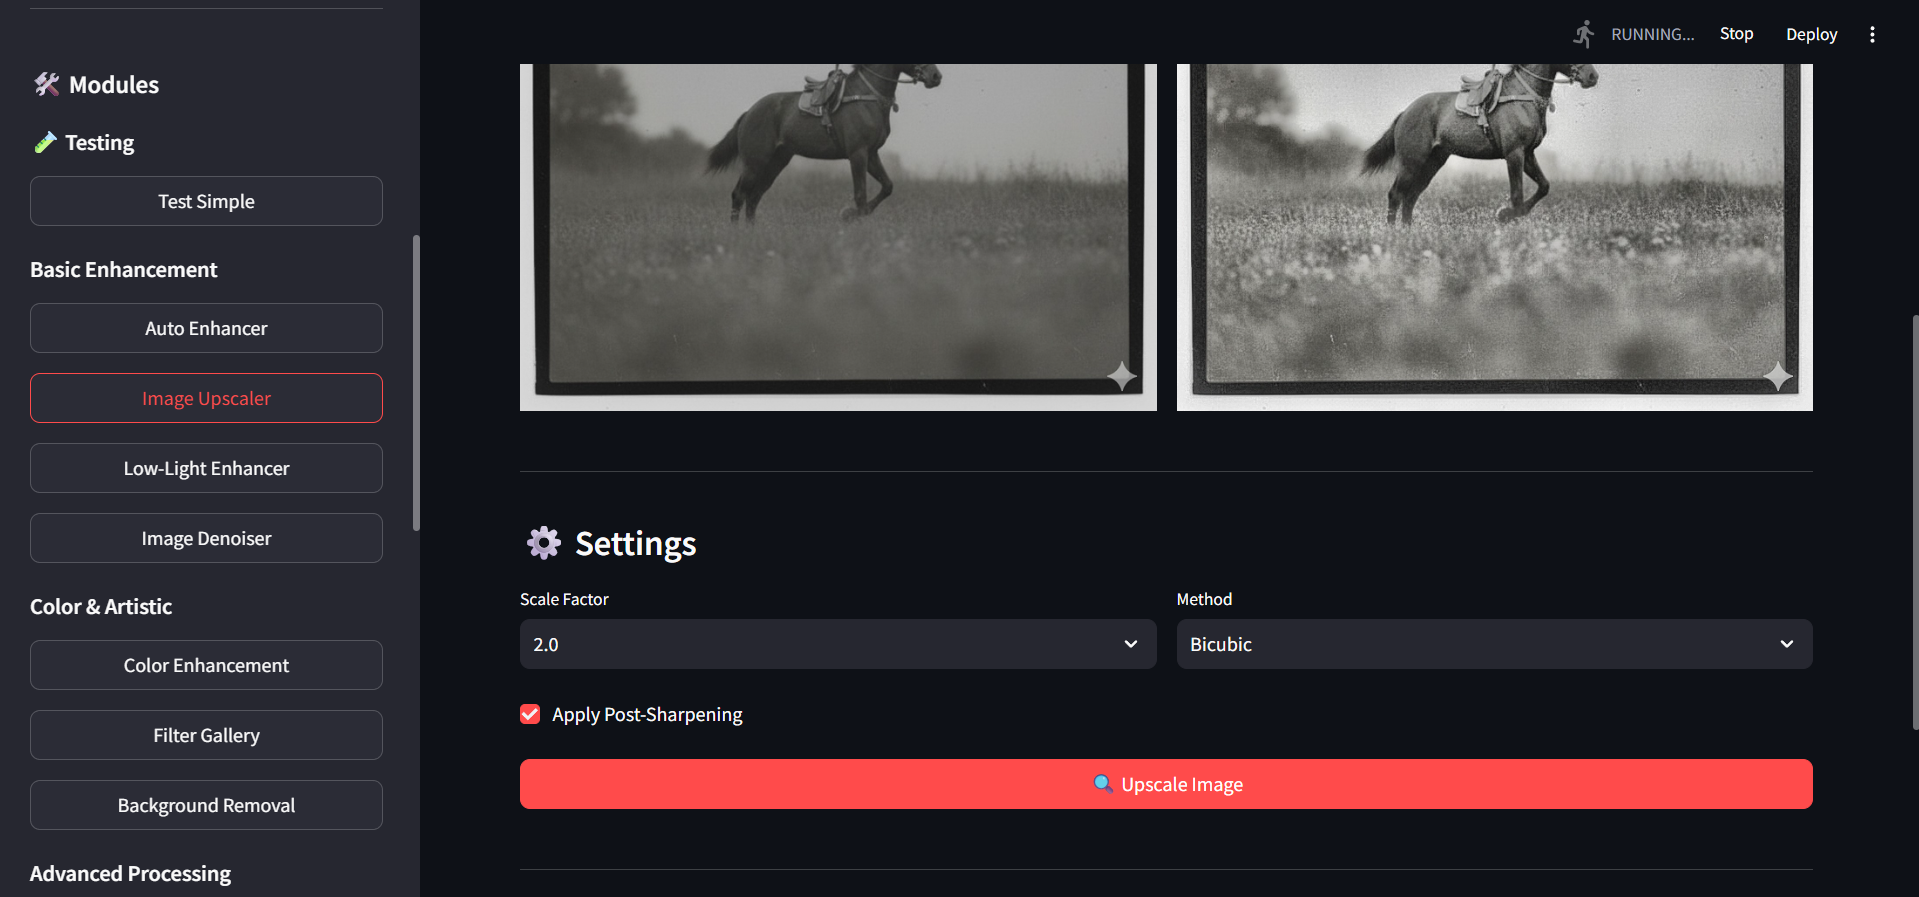 RUNNING...
Stop
Deploy
Modules
Testing
Test Simple
Basic Enhancement
Auto Enhancer
Image Upscaler
Low-Light Enhancer
Image Denoiser
Color & Artistic
Color Enhancement
Filter Gallery
Background Removal
Advanced Processing
Settings
Scale Factor
2.0
Method
Bicubic
Apply Post-Sharpening
Upscale Image